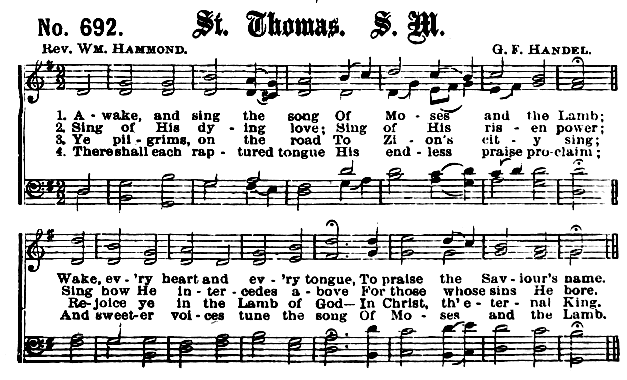 No. 692. St. Thomas. S. M.
Rev. Wm. Hammond. G. F. Handel.
1. A - wake, and sing the song Of Mo - ses and the Lamb;
2. Sing of His dy - ing love; Sing of His ris - en power;
3. Ye pil - grims, on the road To Zi - on's cit - y sing;
4. There shall each rap - tured tongue His end - less praise pro-claim;
Wake, ev-'ry heart and ev - 'ry tongue, To praise the Sav-iour's name.
Sing how He in - ter - cedes a - bove For those whose sins He bore.
Re-joice ye in the Lamb of God— In Christ, th' e - ter - nal King.
And sweet-er voi - ces tune the song Of Mo - ses and the Lamb.